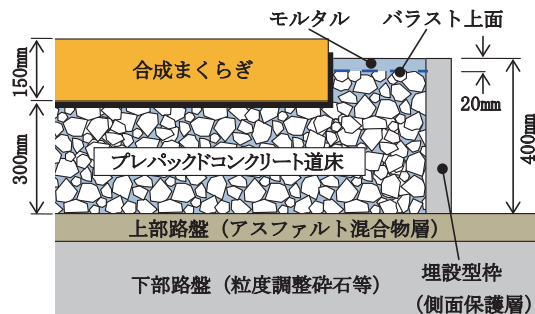 モルタル
バラスト上面
合成まくらぎ
150mm
20mm
300mm
400mm
プレパックドコンクリート道床
上部路盤（アスファルト混合物層）
下部路盤（粒度調整砕石等）
埋設型枠
（側面保護層）